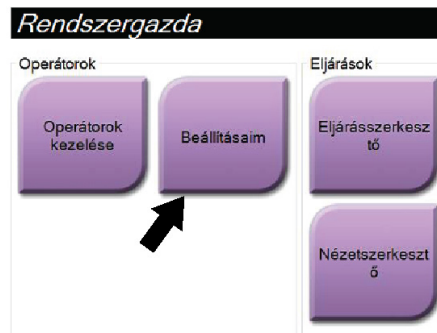 Rendszergazda
Operátorok
Operátorok
kezelése
Beállításaim
Eljárások
Eljárásszerkesz
tő
Nézetszerkeszt
ő